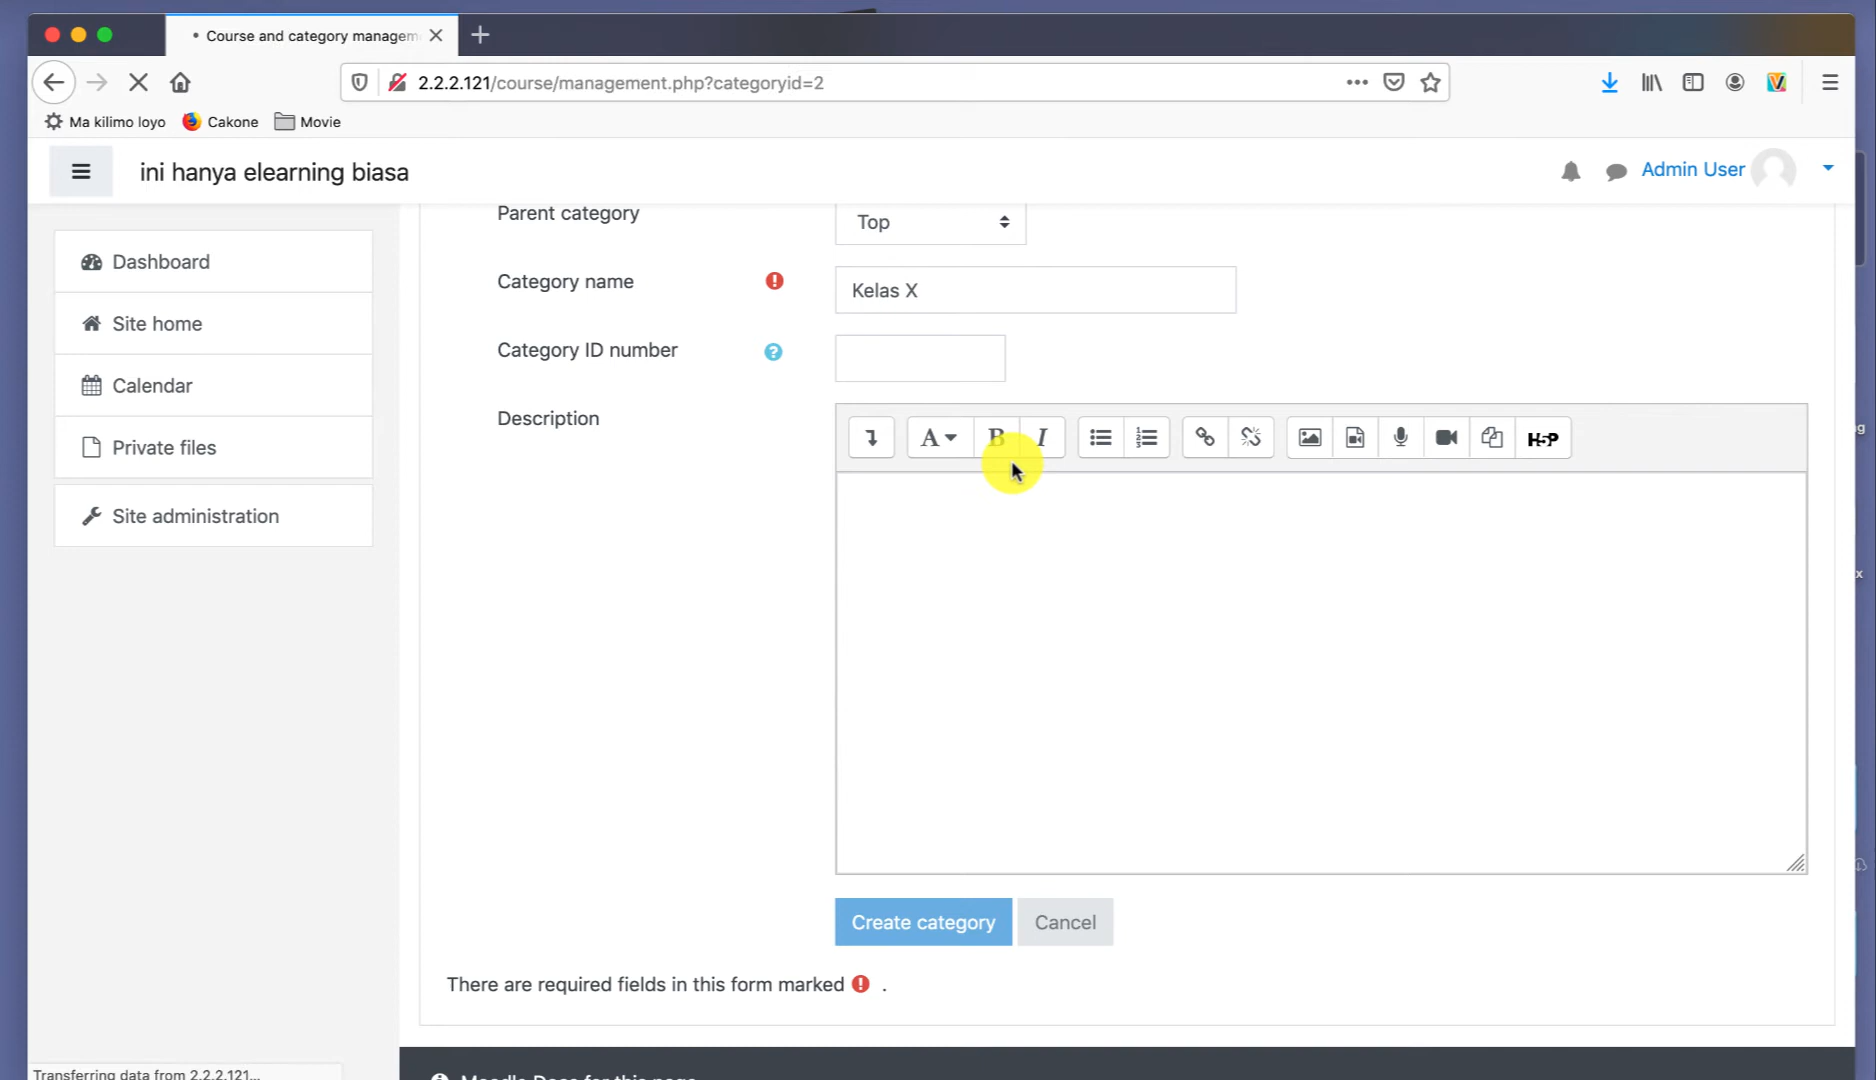 Course and category managem
2.2.2.121/course/management.php?categoryid=2
Ma kilimo loyo
Cakone
Movie
ini hanya elearning biasa
Admin User
Dashboard
Site home
Calendar
Private files
Site administration
Parent category
Top
Category name
Kelas X
Category ID number
Description
A
B
I
H5P
Create category
Cancel
There are required fields in this form marked .
Moodle Docs for this page
Transferring data from 2.2.2.121...
g
x